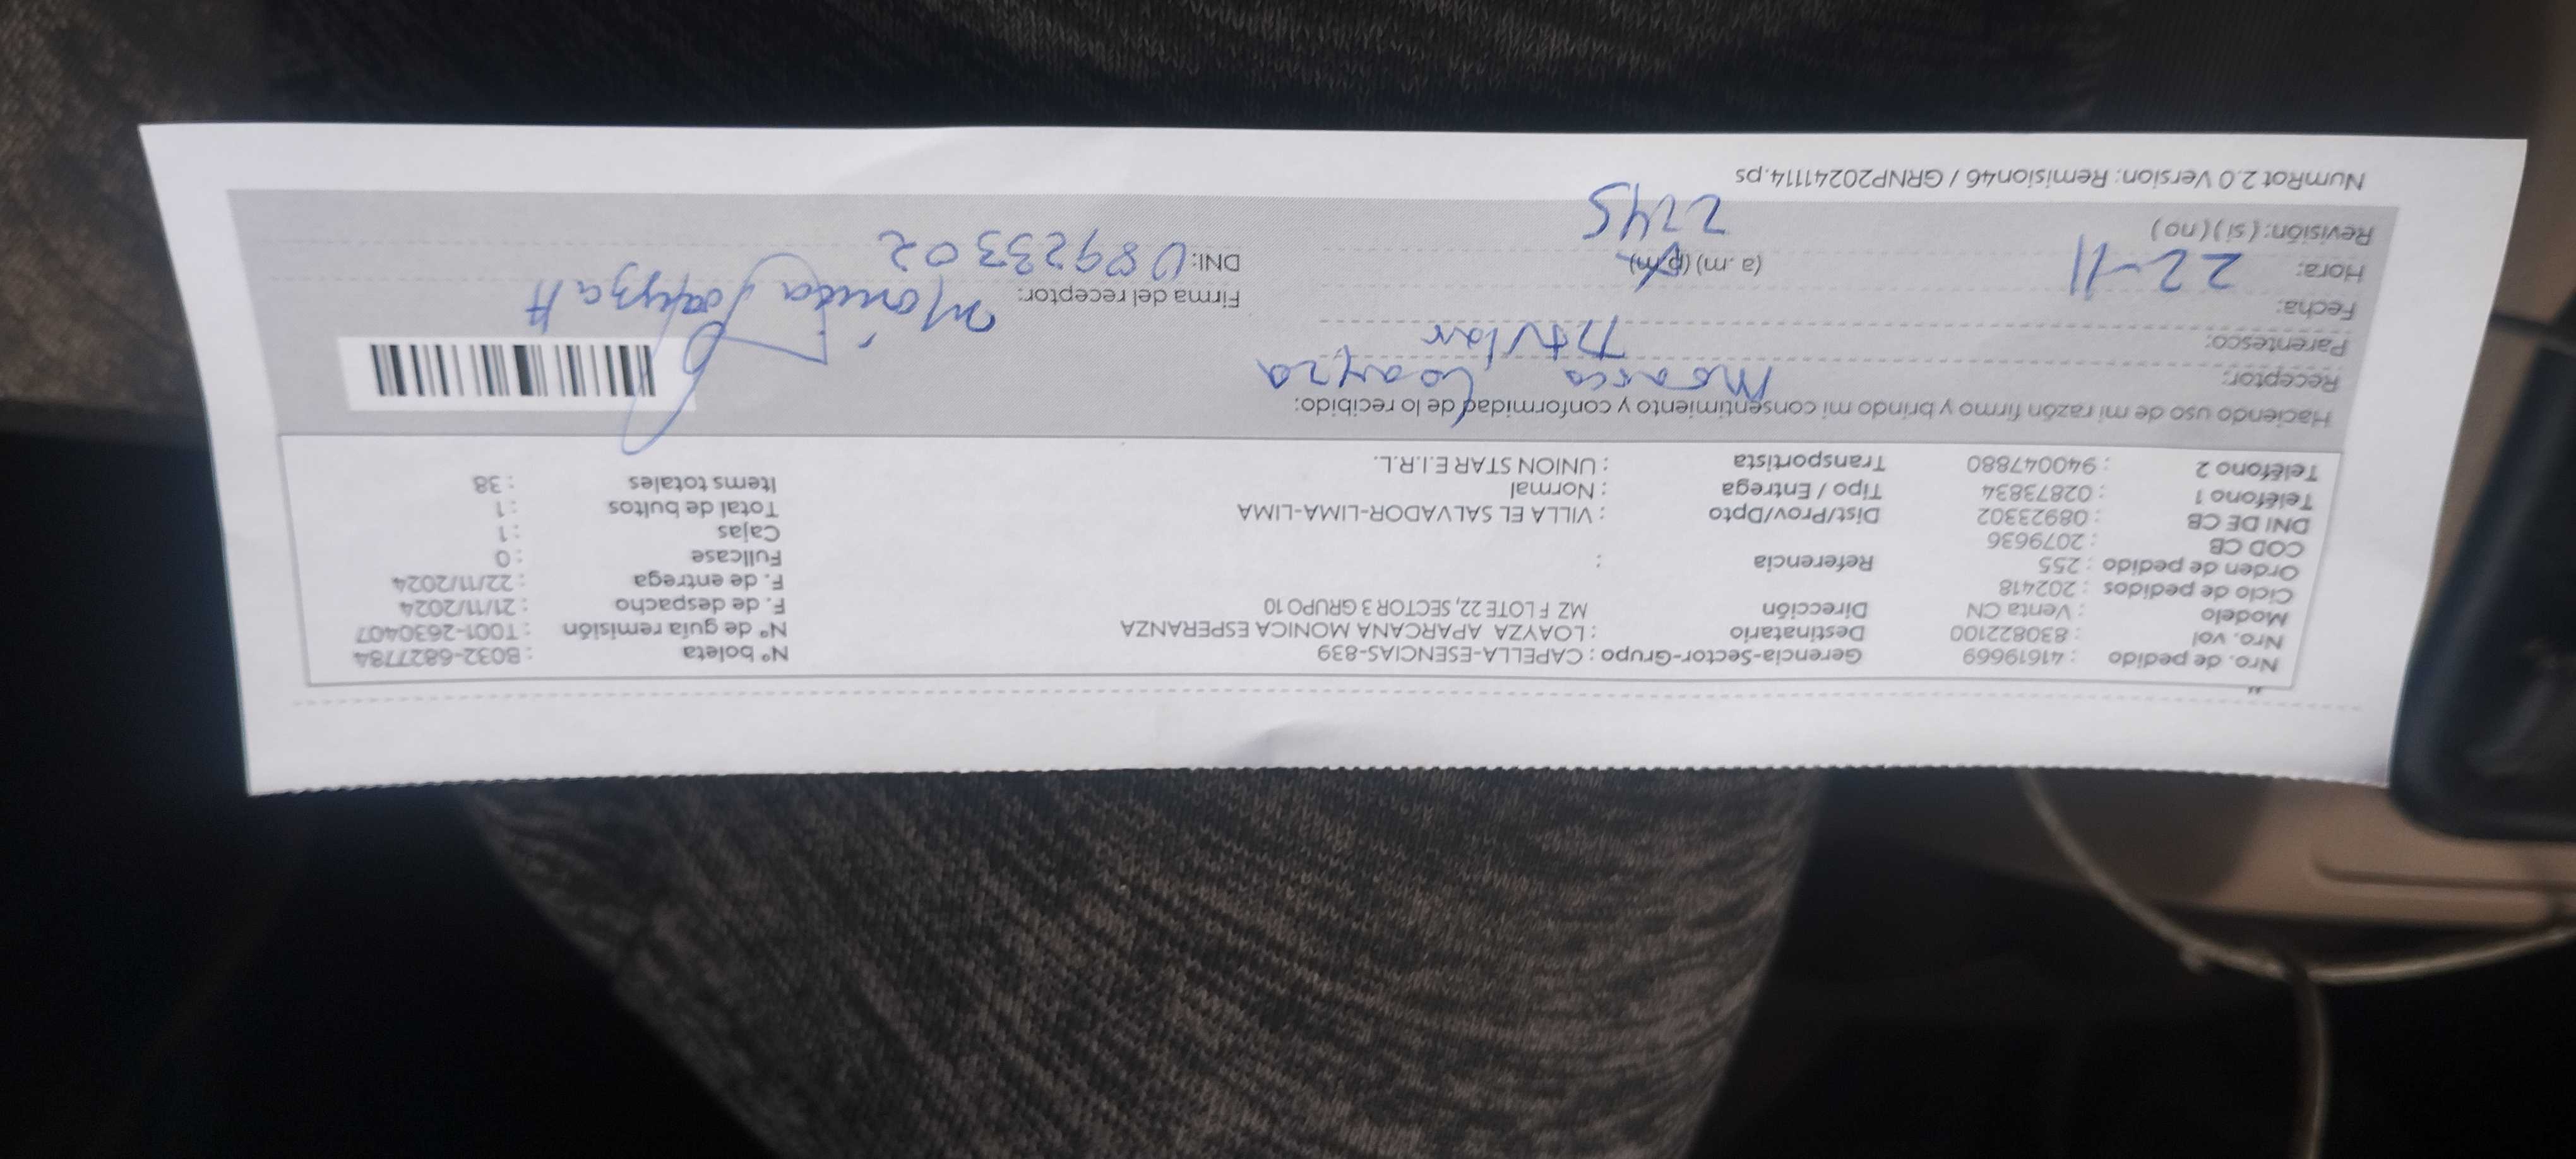 Nro. de pedido : 41619669 Gerencia-Sector-Grupo : CAPELLA-ESENCIAS-839 N° boleta : B032-6827784
Nro. vol : 830822100 Destinatario : LOAYZA APARCANA MONICA ESPERANZA N° de guía remisión : T001-2630407
Modelo : Venta CN Dirección MZ F LOTE 22, SECTOR 3 GRUPO 10 F. de despacho : 21/11/2024
Ciclo de pedidos : 202418 F. de entrega : 22/11/2024
Orden de pedido : 255 Referencia : Fullcase : 0
COD CB : 2079636 Cajas : 1
DNI DE CB : 08923302 Dist/Prov/Dpto : VILLA EL SALVADOR-LIMA-LIMA Total de bultos : 1
Teléfono 1 : 02873834 Tipo / Entrega : Normal Items totales : 38
Teléfono 2 : 940047880 Transportista : UNION STAR E.I.R.L.
Haciendo uso de mi razón firmo y brindo mi consentimiento y conformidad de lo recibido:
Receptor: Monica Loayza
Parentesco: Titular
Fecha: 22-11 Firma del receptor: Monica Loayza A
Hora: (a. m) (p. m) 2245 DNI: 08923302
Revisión: ( si ) ( no )
NumRot 2.0 Version: Remision46 / GRNP20241114.ps